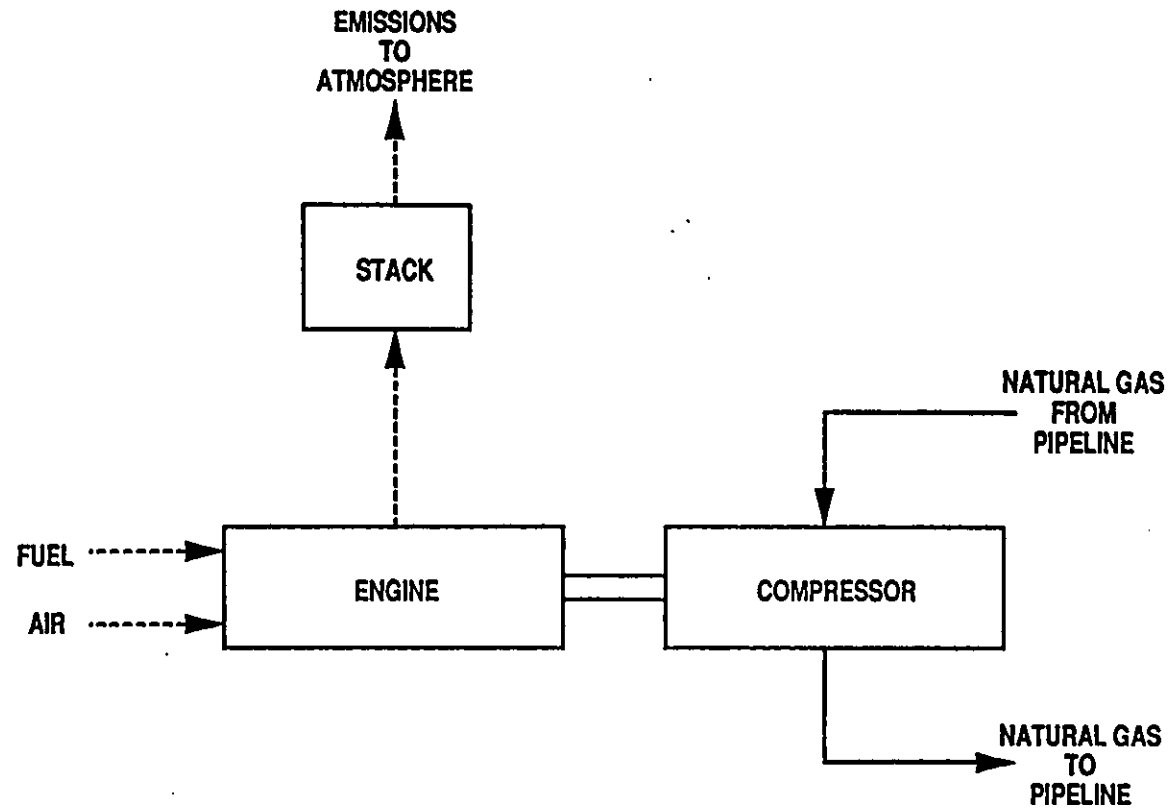 EMISSIONS
TO
ATMOSPHERE
STACK
NATURAL GAS
FROM
PIPELINE
FUEL
AIR
ENGINE
COMPRESSOR
NATURAL GAS
TO
PIPELINE